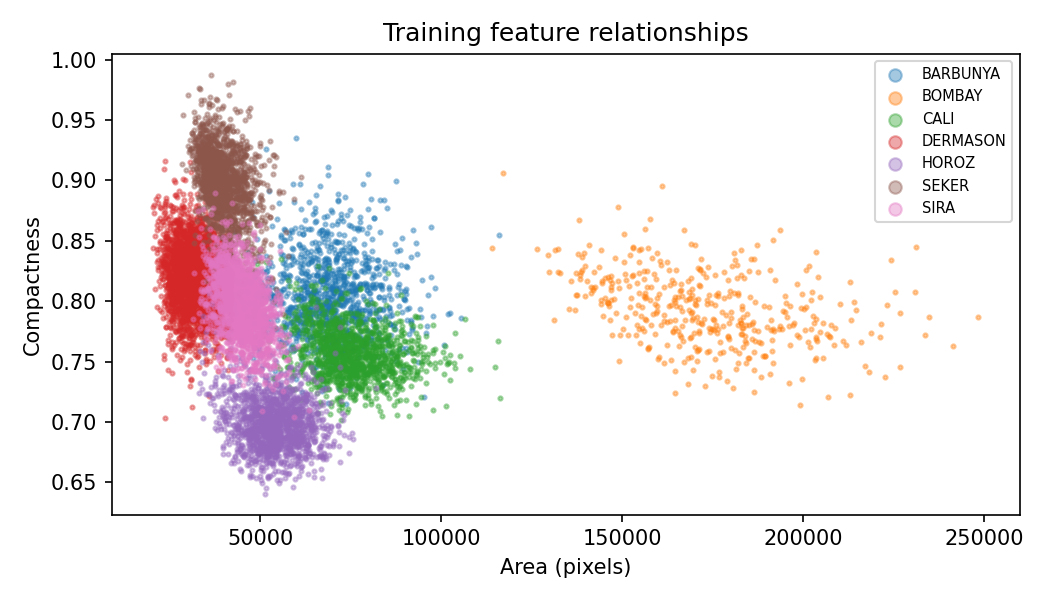 Training feature relationships
1.00
0.95
0.90
0.85
0.80
0.75
0.70
0.65
Compactness
BARBUNYA
BOMBAY
CALI
DERMASON
HOROZ
SEKER
SIRA
50000 100000 150000 200000 250000
Area (pixels)